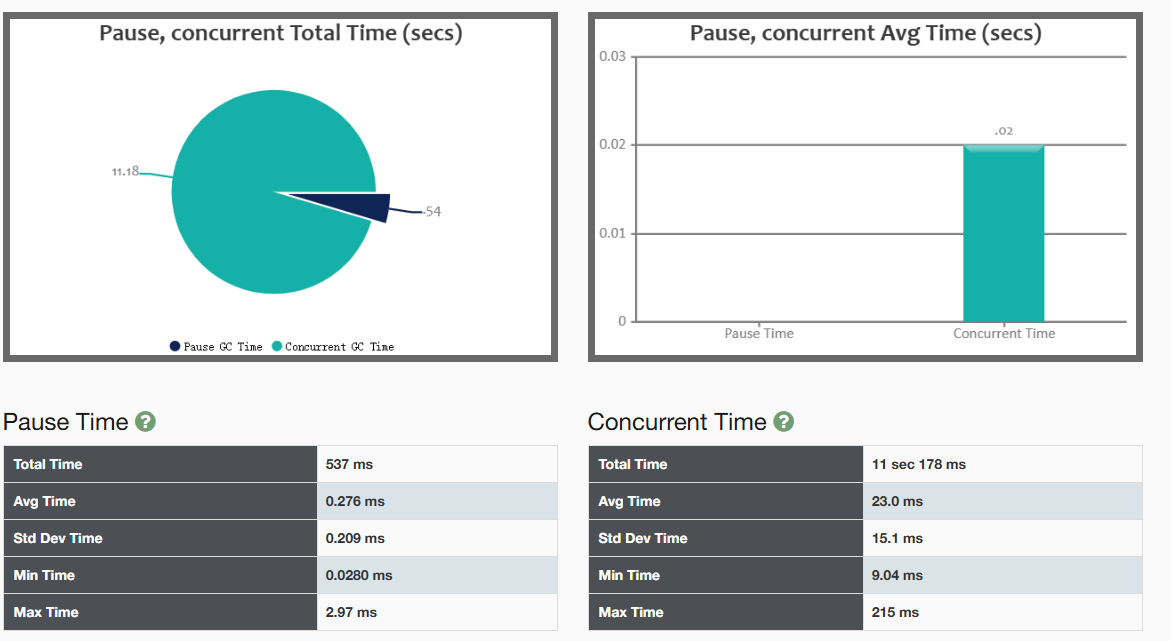 Pause, concurrent Total Time (secs)
11.18
.54
Pause GC Time
Concurrent GC Time
Pause, concurrent Avg Time (secs)
0.03
0.02
0.01
0
.02
Pause Time
Concurrent Time
Pause Time ?
Total Time 537 ms
Avg Time 0.276 ms
Std Dev Time 0.209 ms
Min Time 0.0280 ms
Max Time 2.97 ms
Concurrent Time ?
Total Time 11 sec 178 ms
Avg Time 23.0 ms
Std Dev Time 15.1 ms
Min Time 9.04 ms
Max Time 215 ms